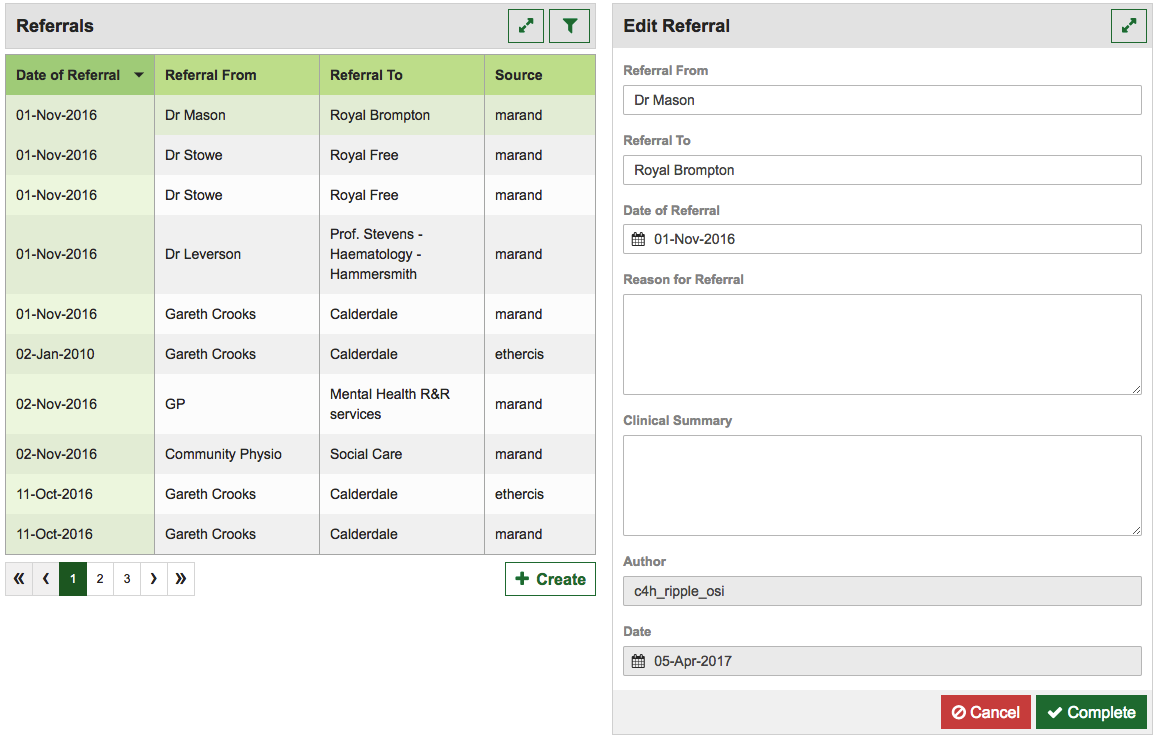 Referrals
Date of Referral Referral From Referral To Source
01-Nov-2016 Dr Mason Royal Brompton marand
01-Nov-2016 Dr Stowe Royal Free marand
01-Nov-2016 Dr Stowe Royal Free marand
01-Nov-2016 Dr Leverson Prof. Stevens -
Haematology -
Hammersmith marand
01-Nov-2016 Gareth Crooks Calderdale marand
02-Jan-2010 Gareth Crooks Calderdale ethercis
02-Nov-2016 GP Mental Health R&R
services marand
02-Nov-2016 Community Physio Social Care marand
11-Oct-2016 Gareth Crooks Calderdale ethercis
11-Oct-2016 Gareth Crooks Calderdale marand
« ‹ 1 2 3 › »
+ Create
Edit Referral
Referral From
Dr Mason
Referral To
Royal Brompton
Date of Referral
01-Nov-2016
Reason for Referral
Clinical Summary
Author
c4h_ripple_osi
Date
05-Apr-2017
Cancel Complete